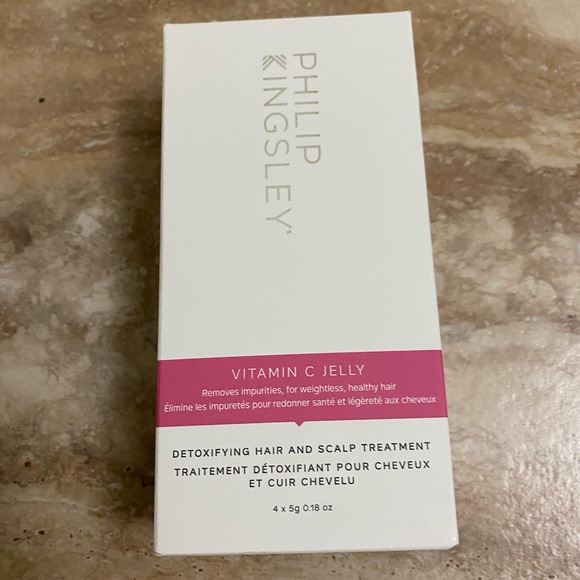 PHILIP
KINGSLEY®
VITAMIN C JELLY
Removes impurities, for weightless, healthy hair
Élimine les impuretés pour redonner santé et légèreté aux cheveux
DETOXIFYING HAIR AND SCALP TREATMENT
TRAITEMENT DÉTOXIFIANT POUR CHEVEUX
ET CUIR CHEVELU
4 x 5g 0.18 oz